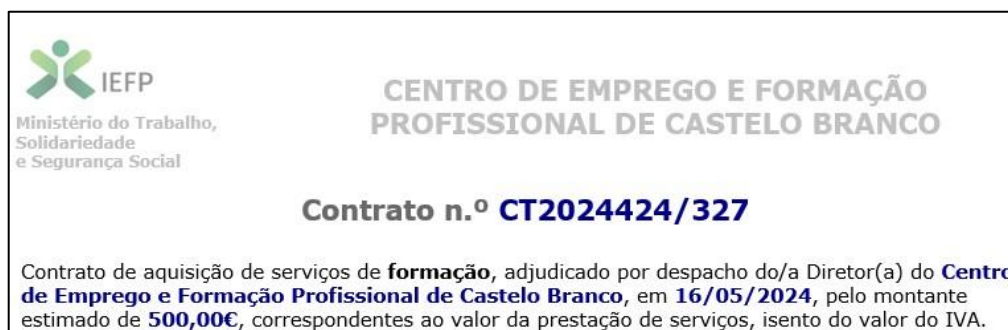 IEFP
Ministério do Trabalho,
Solidariedade
e Segurança Social
CENTRO DE EMPREGO E FORMAÇÃO
PROFISSIONAL DE CASTELO BRANCO
Contrato n.º CT2024424/327
Contrato de aquisição de serviços de formação, adjudicado por despacho do/a Diretor(a) do Centro
de Emprego e Formação Profissional de Castelo Branco, em 16/05/2024, pelo montante
estimado de 500,00€, correspondentes ao valor da prestação de serviços, isento do valor do IVA.